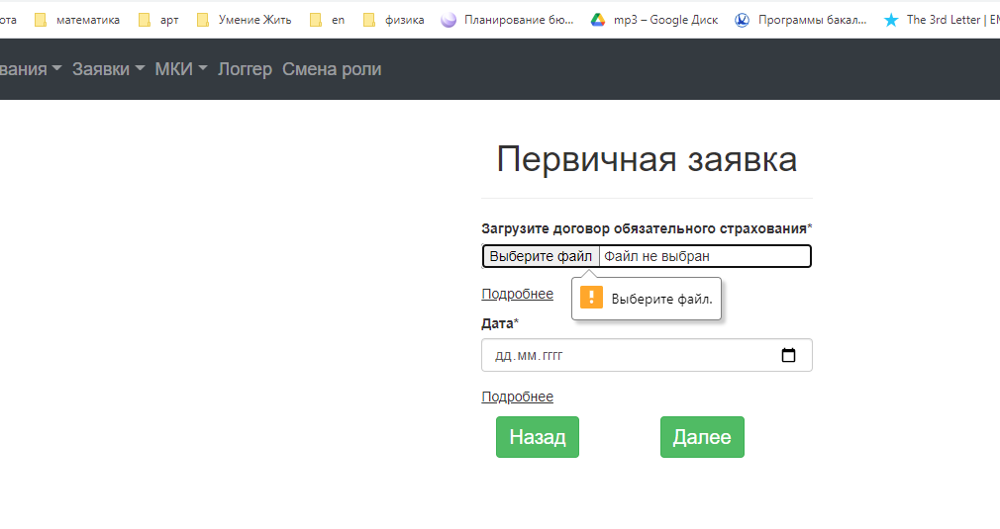 ота математика арт Умение Жить en физика Планирование бю... mp3 – Google Диск Программы бакал... The 3rd Letter | EM
вания Заявки МКИ Логгер Смена роли
Первичная заявка
Загрузите договор обязательного страхования*
Выберите файл Файл не выбран
Подробнее
Выберите файл.
Дата*
дд.мм.гггг
Подробнее
Назад Далее